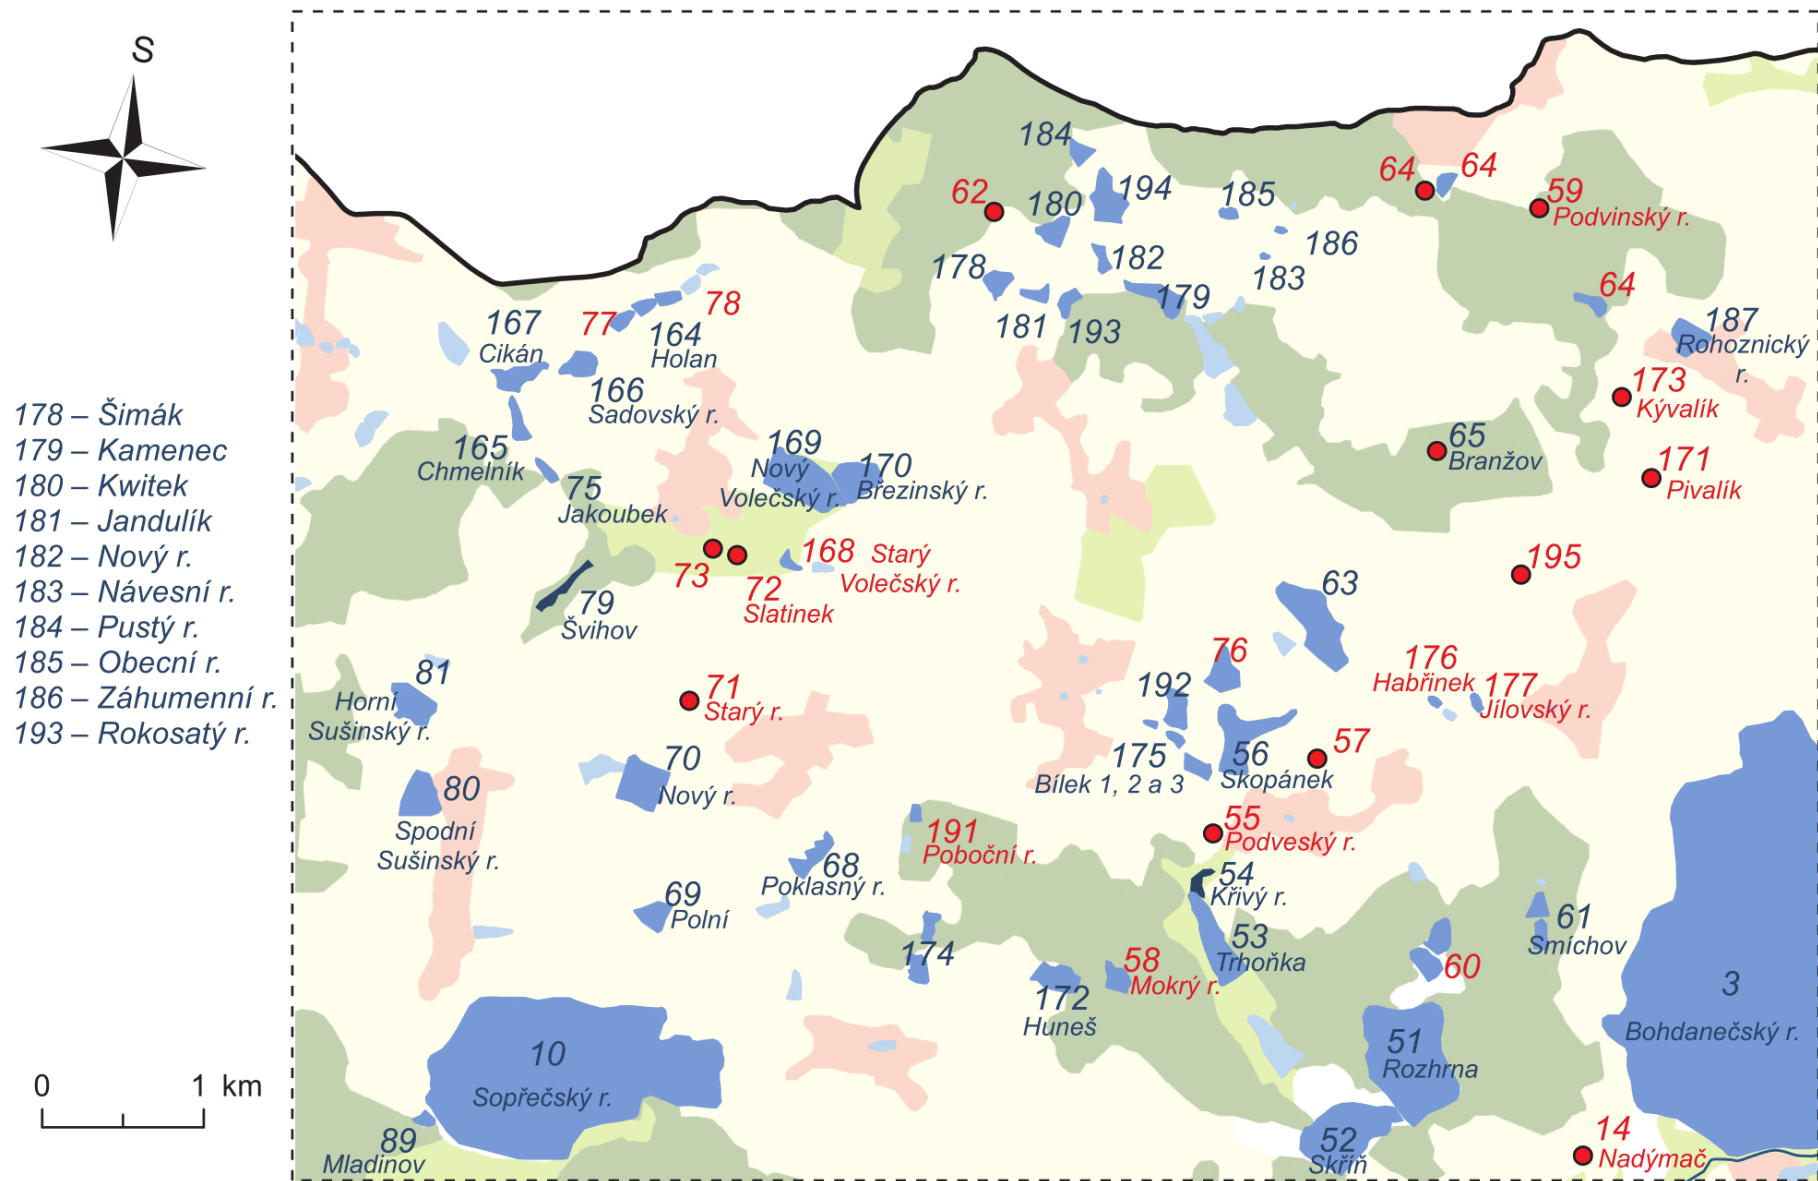 S
184
194
64
64
62
180
185
59
Podvinský r.
186
178
182
183
181
193
179
64
187
Rohoznický
r.
167
Cikán
77
78
164
Holan
166
Sadovský r.
173
Kývalík
178 – Šimák
179 – Kamenec
180 – Kwitek
181 – Jandulík
182 – Nový r.
183 – Návesní r.
184 – Pustý r.
185 – Obecní r.
186 – Záhumenní r.
193 – Rokosatý r.
165
Chmelník
169
Nový
Volečský r.
170
Březinský r.
65
Branžov
171
Pivalík
75
Jakoubek
73
72
Slatinek
168 Starý
Volečský r.
195
79
Švihov
63
76
81
Horní
Sušinský r.
71
Starý r.
192
176
Habřinek
177
Jílovský r.
70
Nový r.
175
Bílek 1, 2 a 3
56
Skopánek
57
80
Spodní
Sušinský r.
191
Poboční r.
55
Podveský r.
68
Poklasný r.
54
Křivý r.
69
Polní
174
53
Trhoňka
61
Smíchov
58
Mokrý r.
60
172
Huneš
3
Bohdanečský r.
10
Sopřečský r.
51
Rozhrna
0 1 km
89
Mladinov
52
Skříň
14
Nadýmač